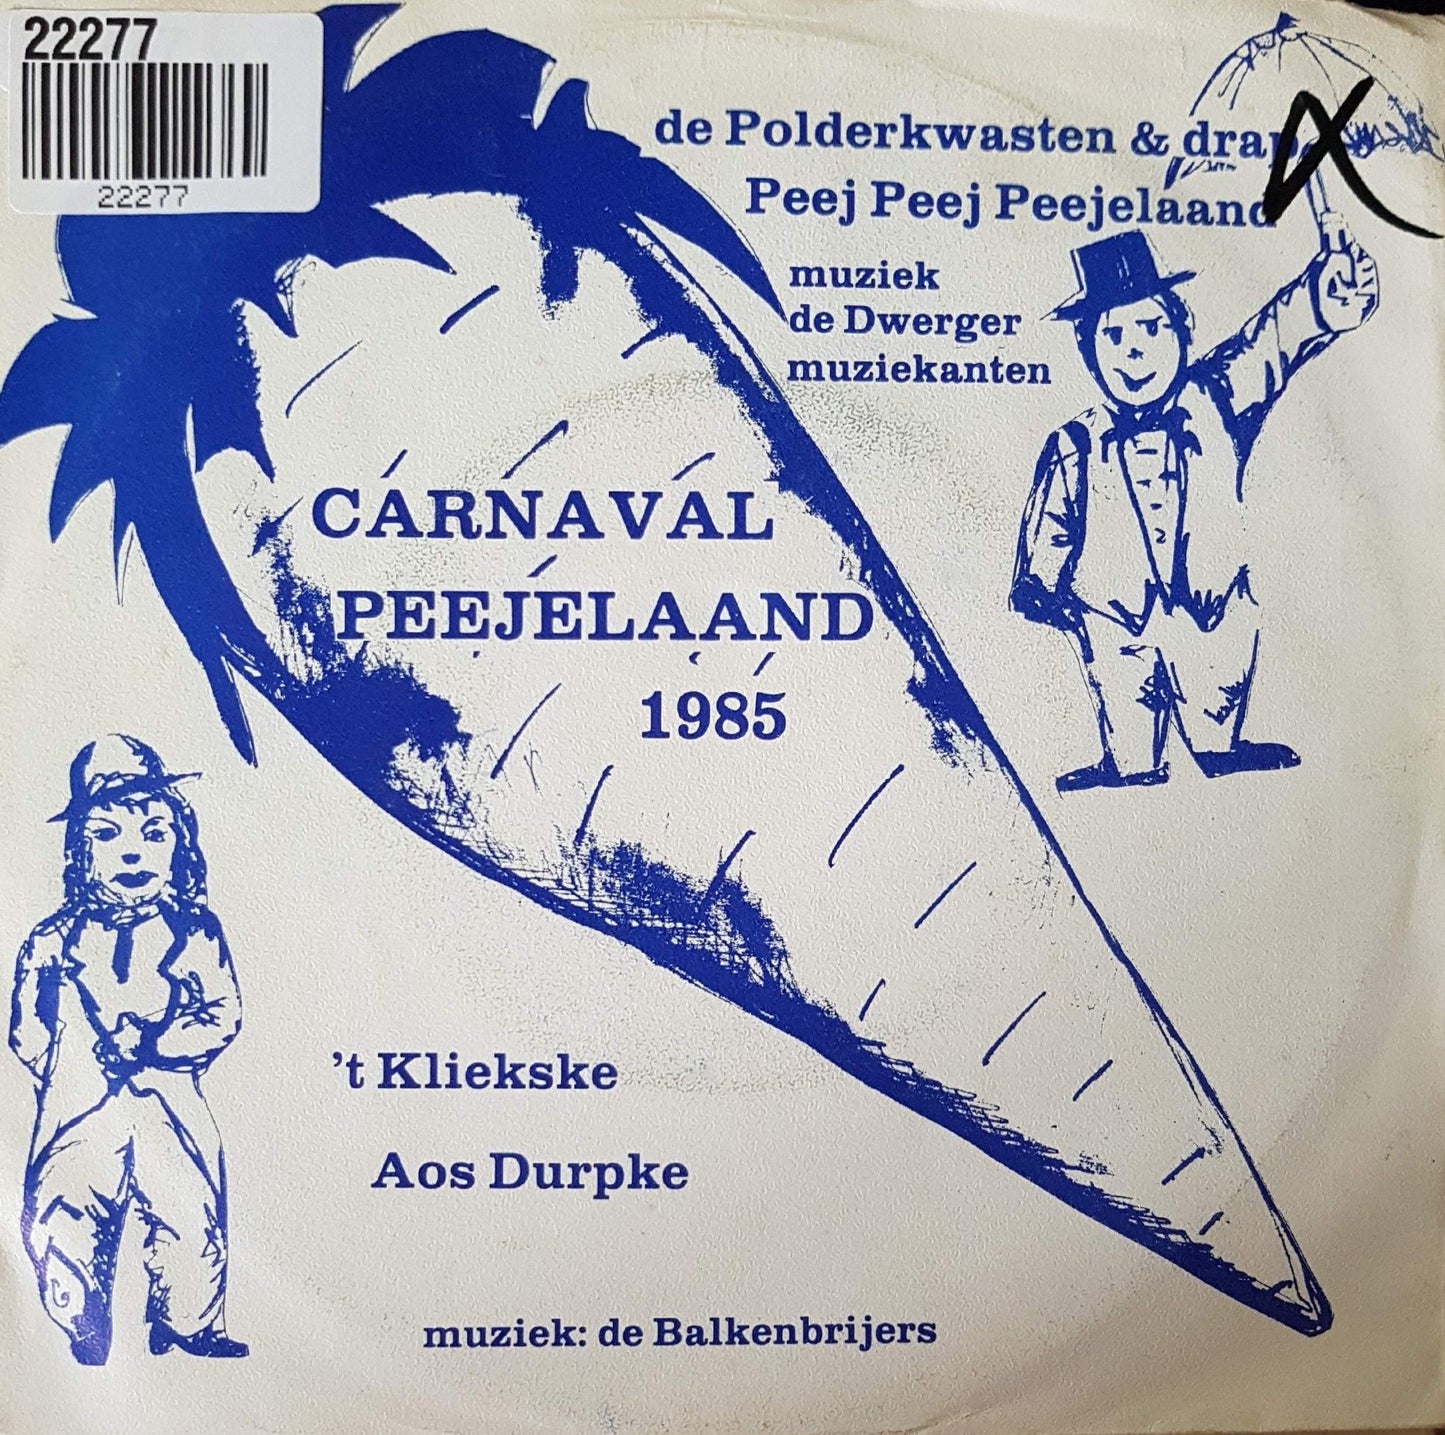 22277
22277
de Polderkwasten &
Peej Peej Peejelaand
muziek
de Dwerger
muziekanten
CARNAVAL
PEEJELAAND
1985
't Kliekske
Aos Durpke
muziek: de Balkenbrijers